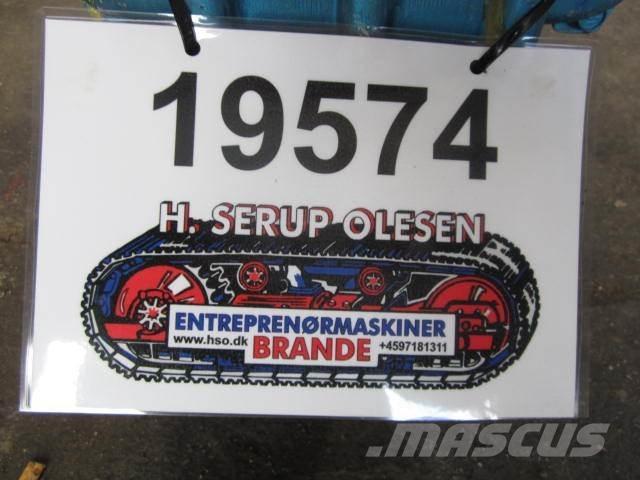 19574
H. SERUP OLESEN
ENTREPRENØRMASKINER
www.hso.dk BRANDE +4597181311
.MASCUS